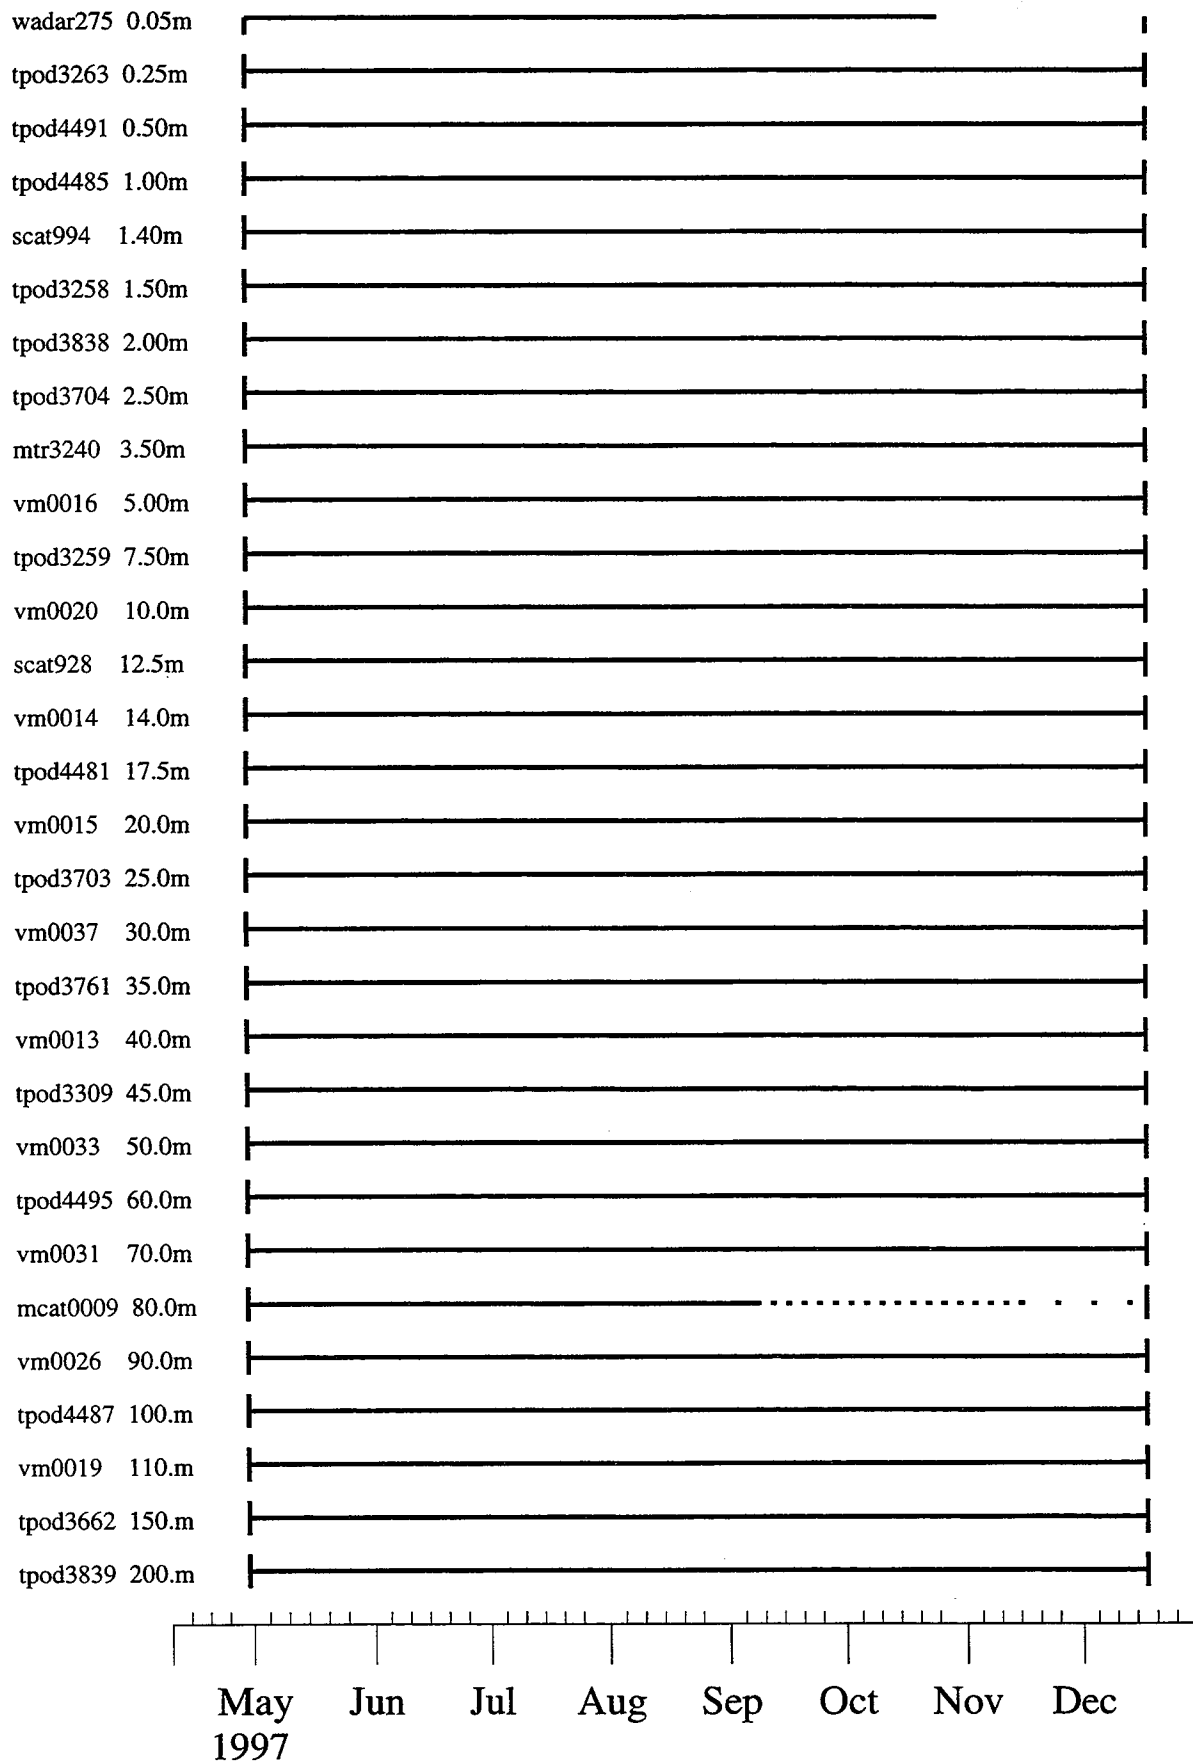 wadar275 0.05m
tpod3263 0.25m
tpod4491 0.50m
tpod4485 1.00m
scat994 1.40m
tpod3258 1.50m
tpod3838 2.00m
tpod3704 2.50m
mtr3240 3.50m
vm0016 5.00m
tpod3259 7.50m
vm0020 10.0m
scat928 12.5m
vm0014 14.0m
tpod4481 17.5m
vm0015 20.0m
tpod3703 25.0m
vm0037 30.0m
tpod3761 35.0m
vm0013 40.0m
tpod3309 45.0m
vm0033 50.0m
tpod4495 60.0m
vm0031 70.0m
mcat0009 80.0m
vm0026 90.0m
tpod4487 100.m
vm0019 110.m
tpod3662 150.m
tpod3839 200.m
May Jun Jul Aug Sep Oct Nov Dec
1997